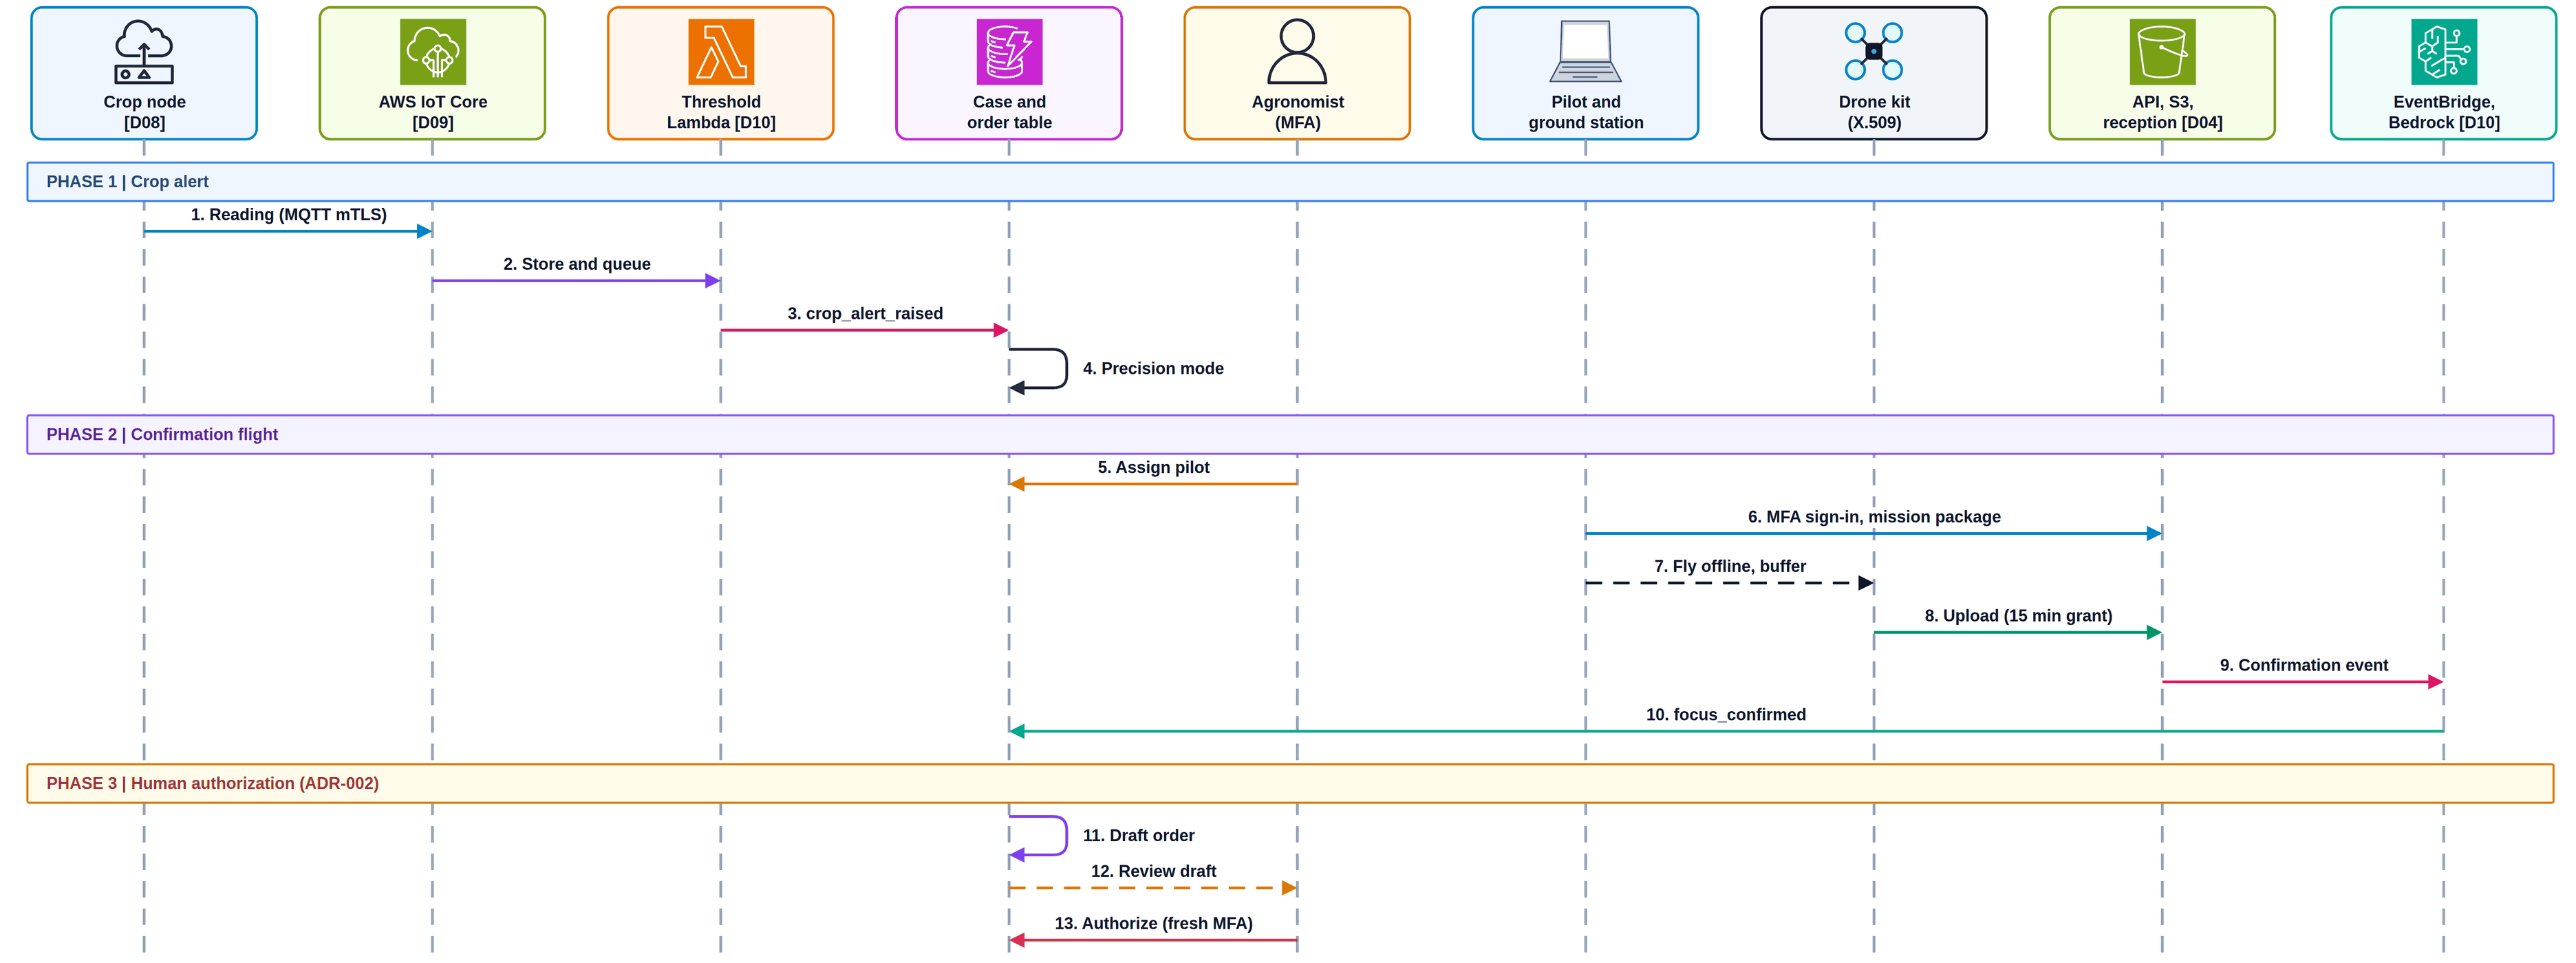 Crop node
[D08]
AWS IoT Core
[D09]
Threshold
Lambda [D10]
Case and
order table
Agronomist
(MFA)
Pilot and
ground station
Drone kit
(X.509)
API, S3,
reception [D04]
EventBridge,
Bedrock [D10]
PHASE 1 | Crop alert
1. Reading (MQTT mTLS)
2. Store and queue
3. crop_alert_raised
4. Precision mode
PHASE 2 | Confirmation flight
5. Assign pilot
6. MFA sign-in, mission package
7. Fly offline, buffer
8. Upload (15 min grant)
9. Confirmation event
10. focus_confirmed
PHASE 3 | Human authorization (ADR-002)
11. Draft order
12. Review draft
13. Authorize (fresh MFA)